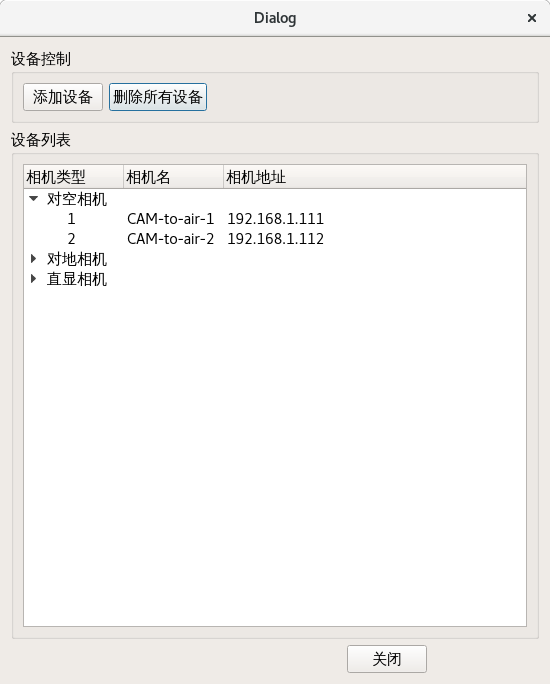 Dialog
设备控制
添加设备 删除所有设备
设备列表
相机类型 相机名 相机地址
对空相机
1 CAM-to-air-1 192.168.1.111
2 CAM-to-air-2 192.168.1.112
对地相机
直显相机
关闭